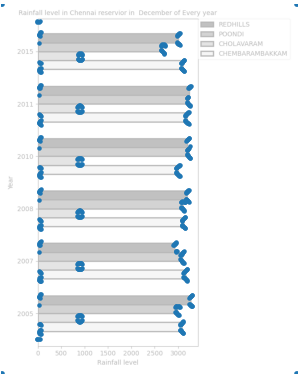 Rainfall level in Chennai reservior in December of Every year
REDHILLS
POONDI
CHOLAVARAM
CHEMBARAMBAKKAM
2015
2011
2010
2008
2007
2005
Year
0 500 1000 1500 2000 2500 3000
Rainfall level